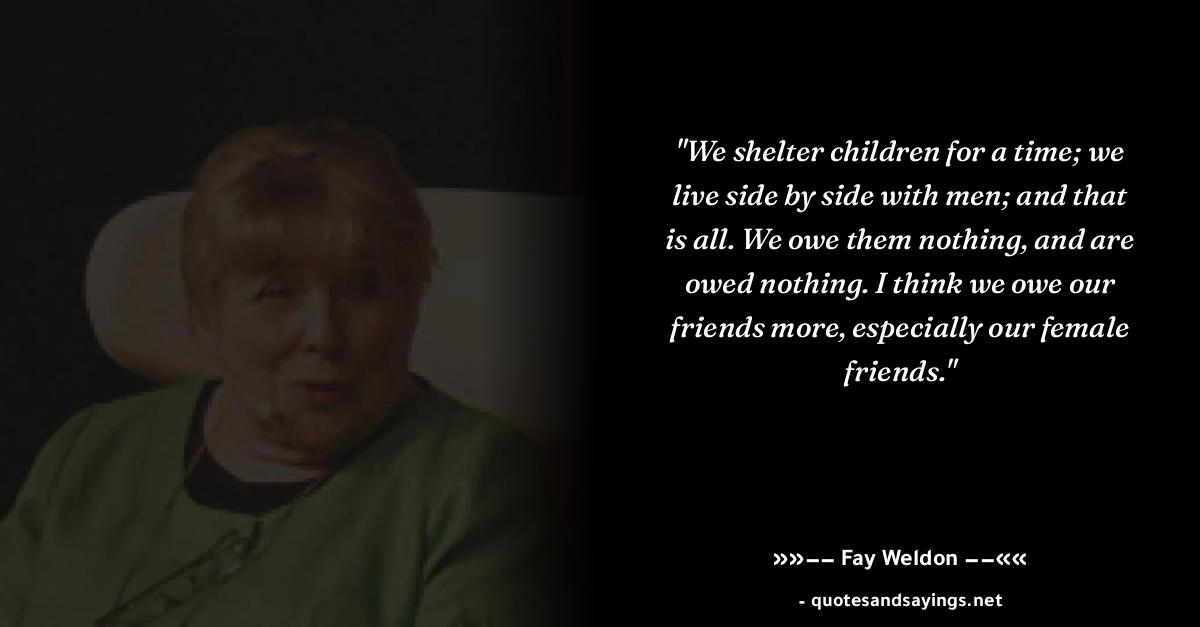 "We shelter children for a time; we
live side by side with men; and that
is all. We owe them nothing, and are
owed nothing. I think we owe our
friends more, especially our female
friends."
»»–– Fay Weldon ––««
- quotesandsayings.net